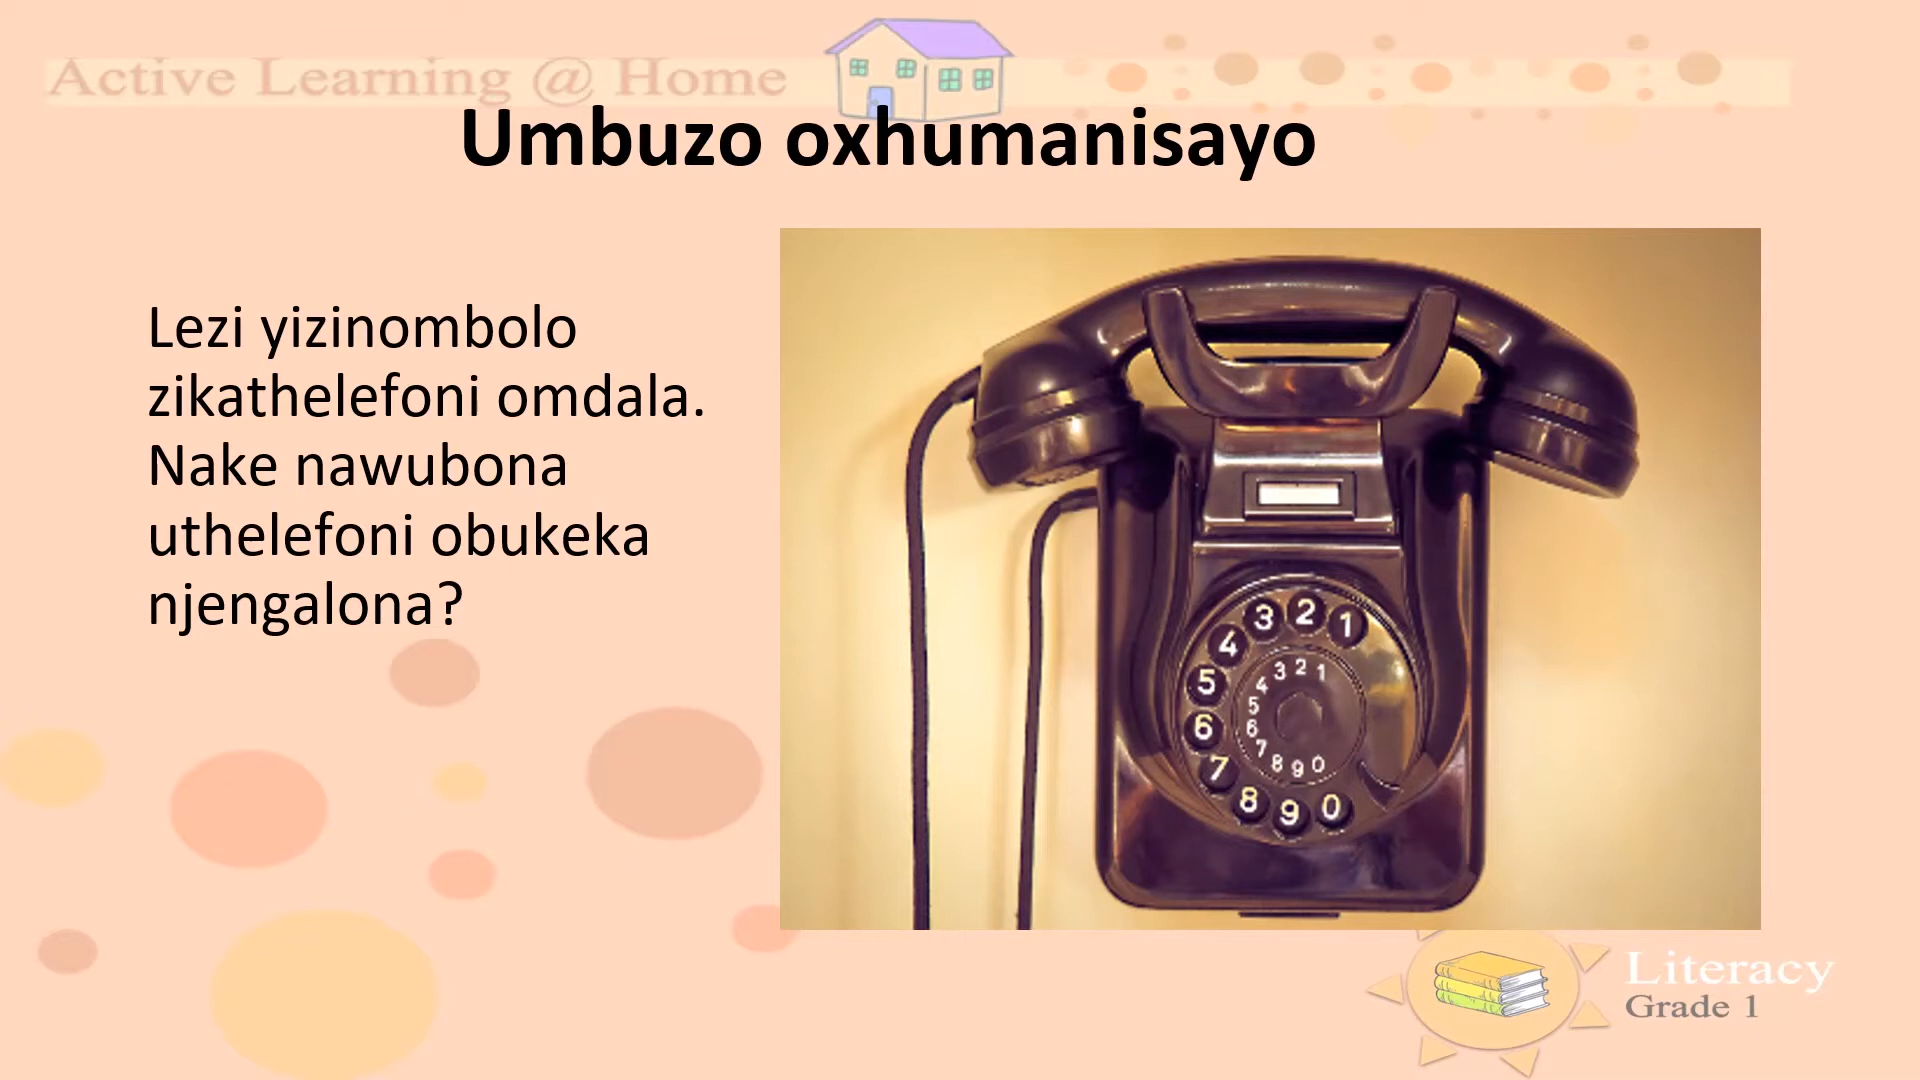 Active Learning @ Home
Umbuzo oxhumanisayo
Lezi yizinombolo
zikathelefoni omdala.
Nake nawubona
uthelefoni obukeka
njengalona?
3 2 1
4
5
6
7
8 9 0
3 2 1
4
5
6
7
8 9 0
Literacy
Grade 1